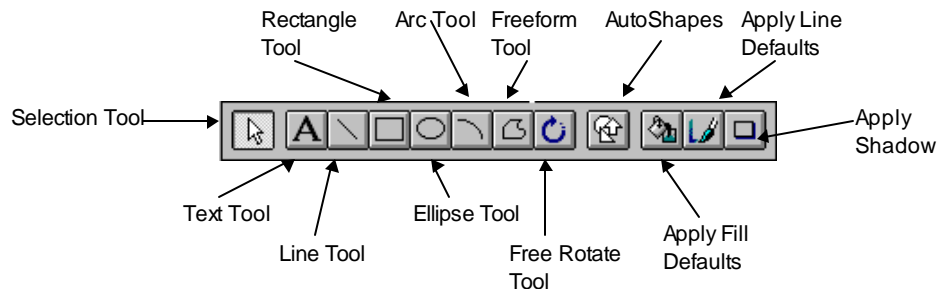 Rectangle
Tool
Arc Tool
Freeform
Tool
AutoShapes
Apply Line
Defaults
Selection Tool
A
Apply
Shadow
Text Tool
Line Tool
Ellipse Tool
Free Rotate
Tool
Apply Fill
Defaults